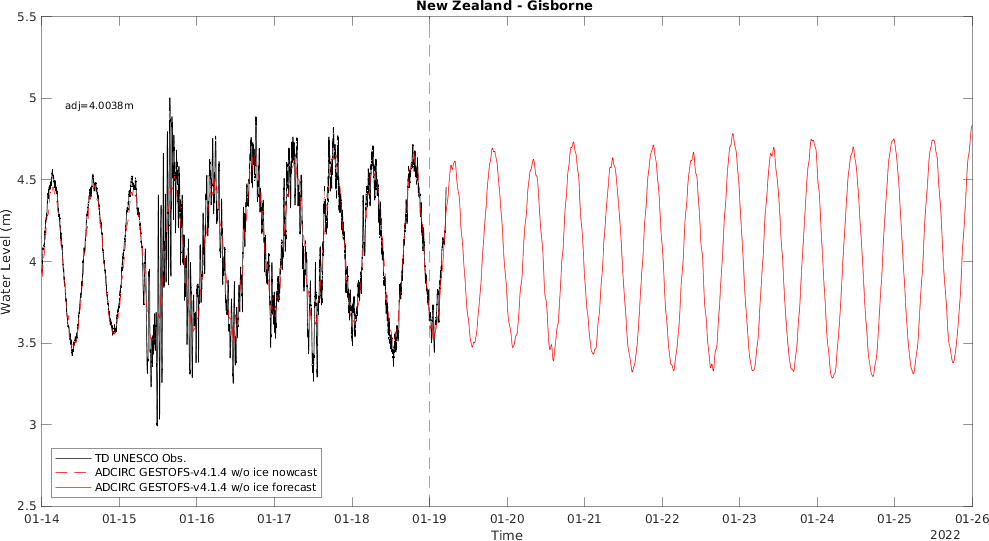 New Zealand - Gisborne
5.5
5
4.5
4
3.5
3
2.5
Water Level (m)
adj=4.0038m
TD UNESCO Obs.
ADCIRC GESTOFS-v4.1.4 w/o ice nowcast
ADCIRC GESTOFS-v4.1.4 w/o ice forecast
01-14 01-15 01-16 01-17 01-18 01-19 01-20 01-21 01-22 01-23 01-24 01-25 01-26
Time
2022